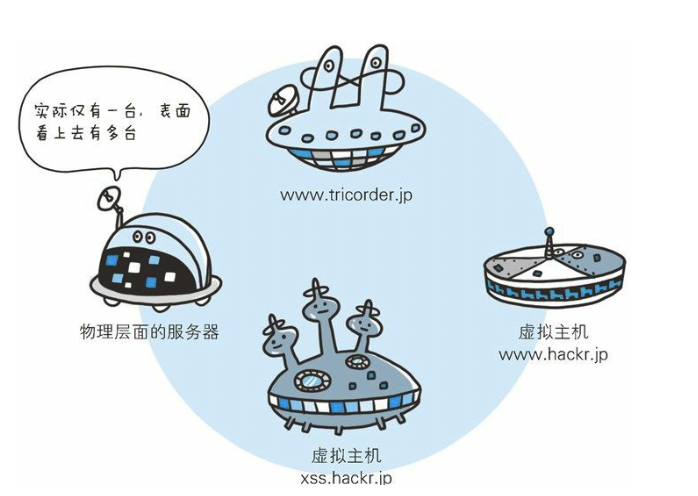 实际仅有一台，表面
看上去有多台
www.tricorder.jp
物理层面的服务器
虚拟主机
www.hackr.jp
虚拟主机
xss.hackr.jp